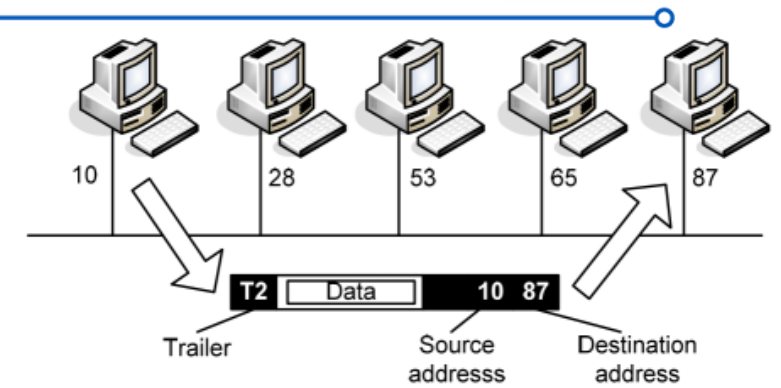 10 28 53 65 87
T2 Data 10 87
Trailer Source Destination
addresss address